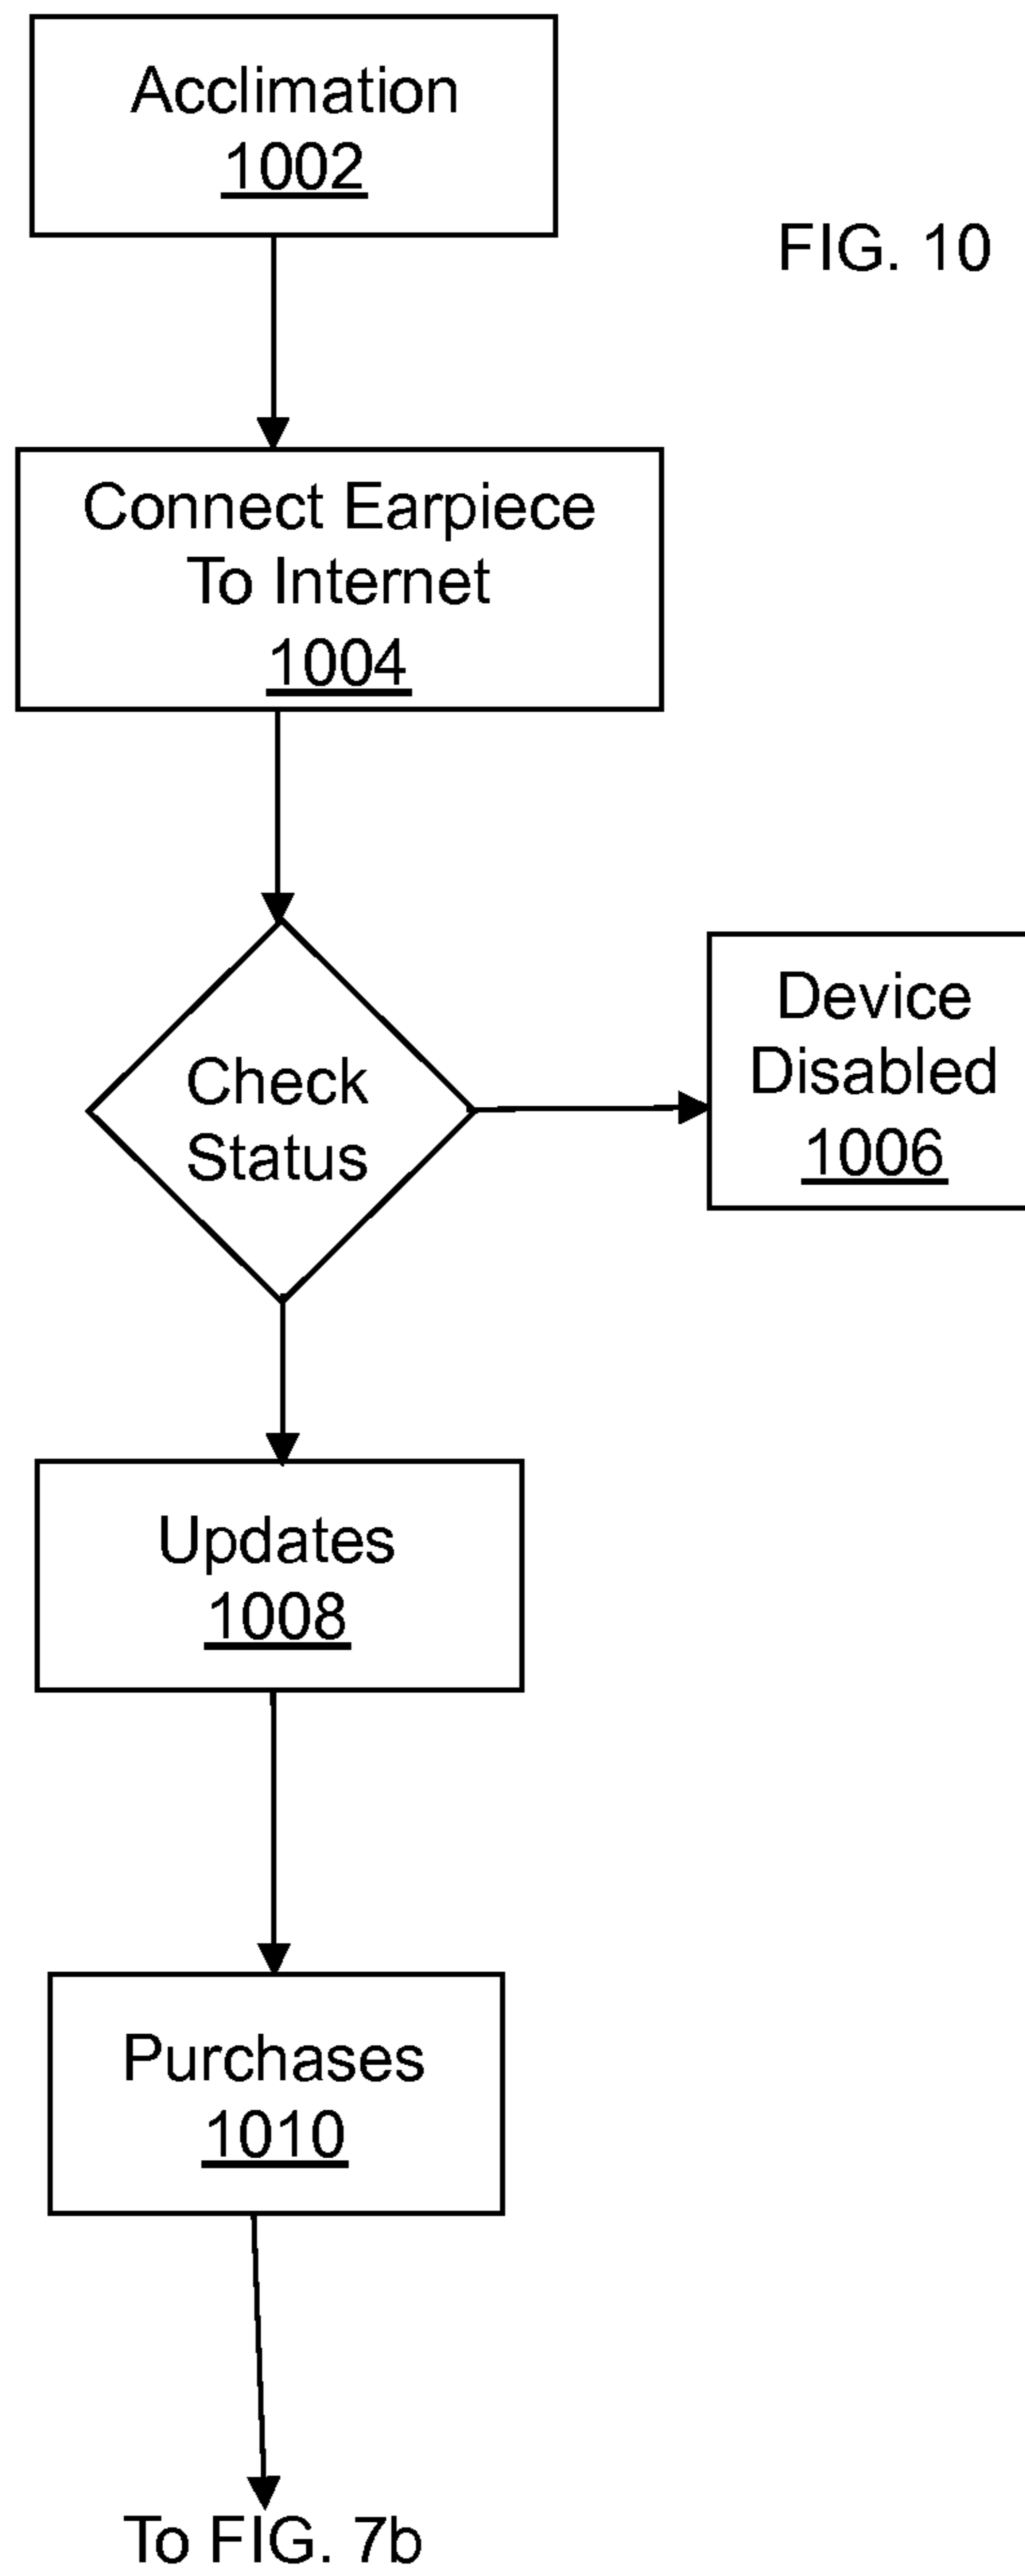 Acclimation
1002
FIG. 10
Connect Earpiece
To Internet
1004
Check
Status
Device
Disabled
1006
Updates
1008
Purchases
1010
To FIG. 7b